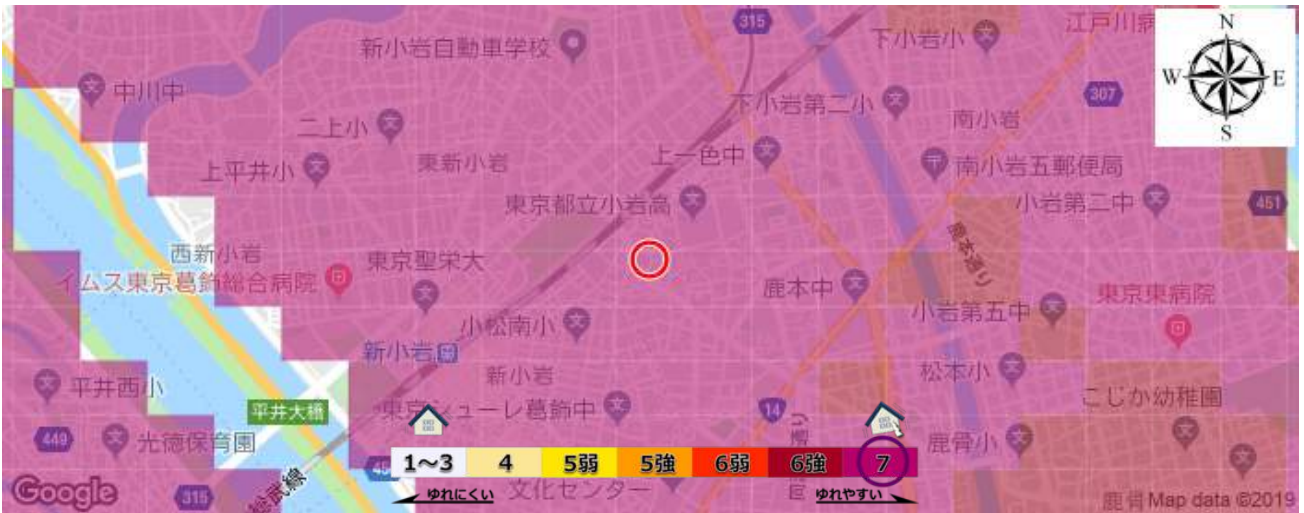 315
江戸川病
新小岩自動車学校
下小岩小
N
W
E
S
中川中
307
下小岩第二小
二上小
南小岩
上一色中
東新小岩
上平井小
南小岩五郵便局
東京都立小岩高
小岩第二中
451
西新小岩
東京聖栄大
イムス東京葛飾総合病院
鹿本通り
鹿本中
東京東病院
小岩第五中
小松南小
新小岩
新小岩
松本小
平井西小
こじか幼稚園
平井大橋
東京シューレ葛飾中
14
449
光徳保育園
鹿骨小
1～3
4
5弱
5強
6弱
6強
7
ゆれにくい
ゆれやすい
文化センター
総武線
315
Google
鹿骨
Map data ©2019